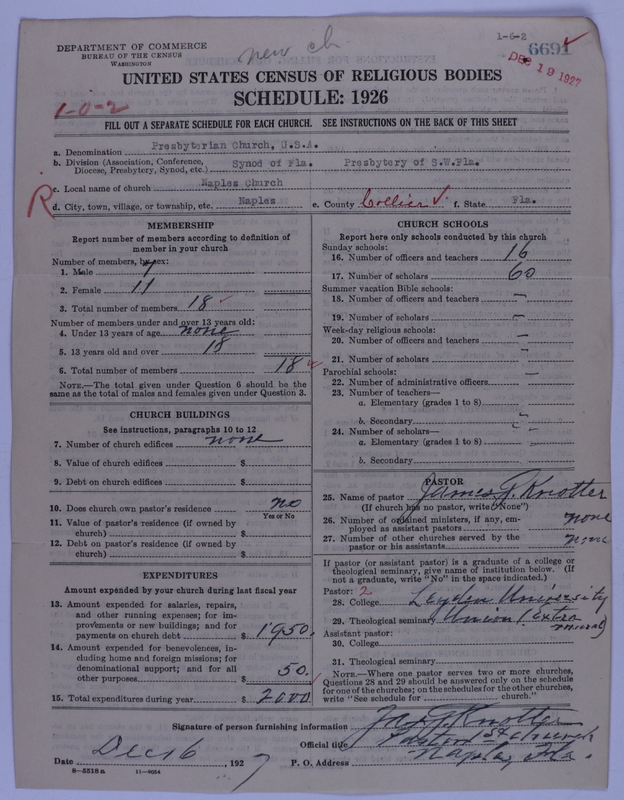 1-6-2
DEPARTMENT OF COMMERCE
BUREAU OF THE CENSUS
WASHINGTON
new ch
6691
DEC 19 1927
UNITED STATES CENSUS OF RELIGIOUS BODIES
SCHEDULE: 1926
1-0-2
FILL OUT A SEPARATE SCHEDULE FOR EACH CHURCH. SEE INSTRUCTIONS ON THE BACK OF THIS SHEET
a. Denomination Presbyterian Church, U.S.A.
b. Division (Association, Conference, Diocese, Presbytery, Synod, etc.) Synod of Fla. Presbytery of S.W.Fla.
R
c. Local name of church Naples Church
d. City, town, village, or township, etc. Naples e. County Collier ✓ f. State Fla.
MEMBERSHIP
Report number of members according to definition of
member in your church
Number of members, by sex:
1. Male 7
2. Female 11
3. Total number of members 18 ✓
Number of members under and over 13 years old:
4. Under 13 years of age none
5. 13 years old and over 18
6. Total number of members 18 ✓
NOTE.—The total given under Question 6 should be the
same as the total of males and females given under Question 3.
CHURCH BUILDINGS
See instructions, paragraphs 10 to 12
7. Number of church edifices none
8. Value of church edifices $
9. Debt on church edifices $
10. Does church own pastor's residence no
Yes or No
11. Value of pastor's residence (if owned by
church) $
12. Debt on pastor's residence (if owned by
church) $
EXPENDITURES
Amount expended by your church during last fiscal year
13. Amount expended for salaries, repairs,
and other running expenses; for im-
provements or new buildings; and for
payments on church debt $ 1950.
14. Amount expended for benevolences, in-
cluding home and foreign missions; for
denominational support; and for all
other purposes $ 50.
15. Total expenditures during year $ 2000
CHURCH SCHOOLS
Report here only schools conducted by this church
Sunday schools:
16. Number of officers and teachers 16
17. Number of scholars 60
Summer vacation Bible schools:
18. Number of officers and teachers —
19. Number of scholars —
Week-day religious schools:
20. Number of officers and teachers —
21. Number of scholars —
Parochial schools:
22. Number of administrative officers —
23. Number of teachers—
a. Elementary (grades 1 to 8)
b. Secondary
24. Number of scholars—
a. Elementary (grades 1 to 8)
b. Secondary
PASTOR
25. Name of pastor James J. Knotter
(If church has no pastor, write "None")
26. Number of ordained ministers, if any, em-
ployed as assistant pastors none
27. Number of other churches served by the
pastor or his assistants none
If pastor (or assistant pastor) is a graduate of a college or
theological seminary, give name of institution below. (If
not a graduate, write "No" in the space indicated.)
Pastor: 2
28. College Leyden University
29. Theological seminary Union (Extra
Assistant pastor:
30. College
31. Theological seminary
NOTE.—Where one pastor serves two or more churches,
Questions 28 and 29 should be answered only on the schedule
for one of the churches; on the schedules for the other churches,
write "See schedule for ............ church."
Signature of person furnishing information Jas J Knotter
Official title Pastor 1st church
Date Dec 16, 1927 P. O. Address Naples, Fla.
8—5518 a 11—9054